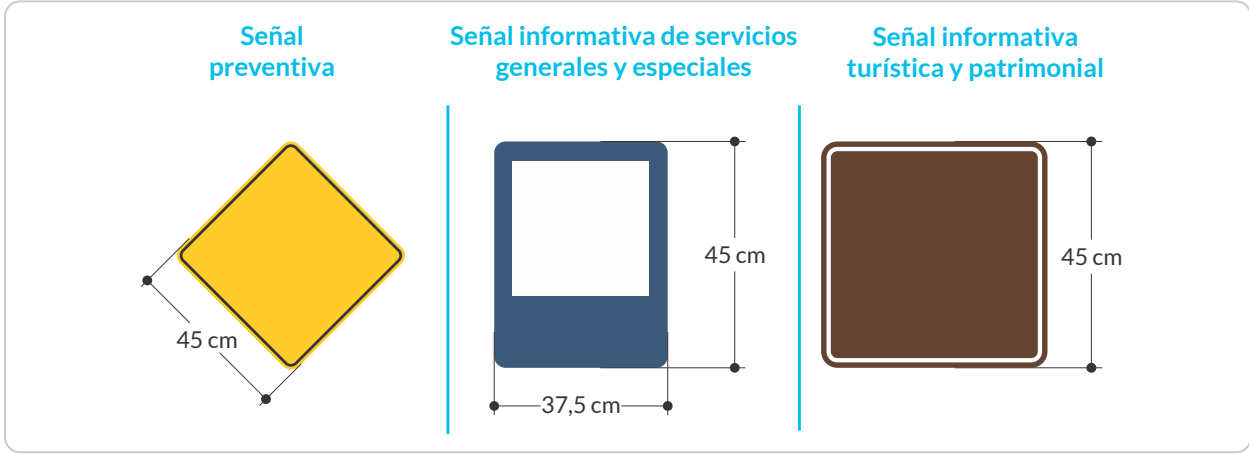 Señal
preventiva
45 cm
Señal informativa de servicios
generales y especiales
45 cm
37,5 cm
Señal informativa
turística y patrimonial
45 cm